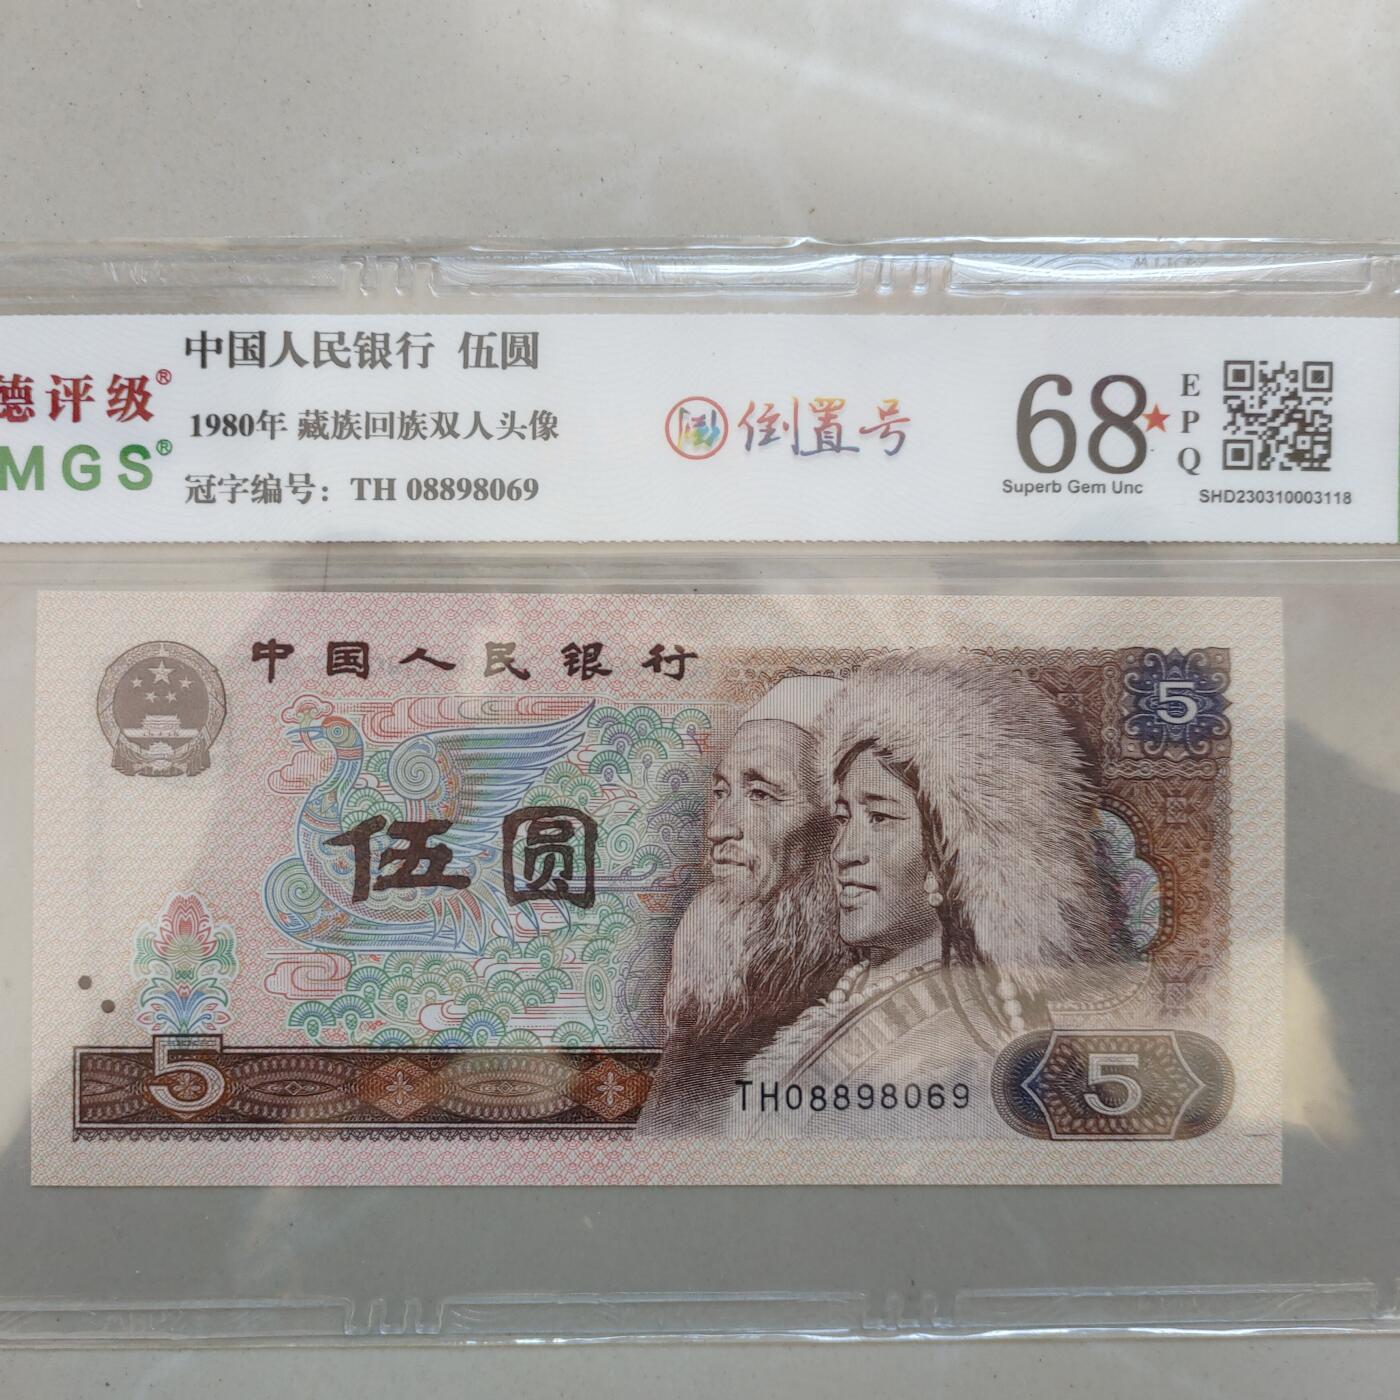 中国人民银行 伍圆
德评级®
1980年 藏族回族双人头像
倒 倒置号
68★
EPQ
MGS®
冠字编号：TH 08898069
Superb Gem Unc
SHD230310003118
中国人民银行
5
伍圆
5
TH08898069
5